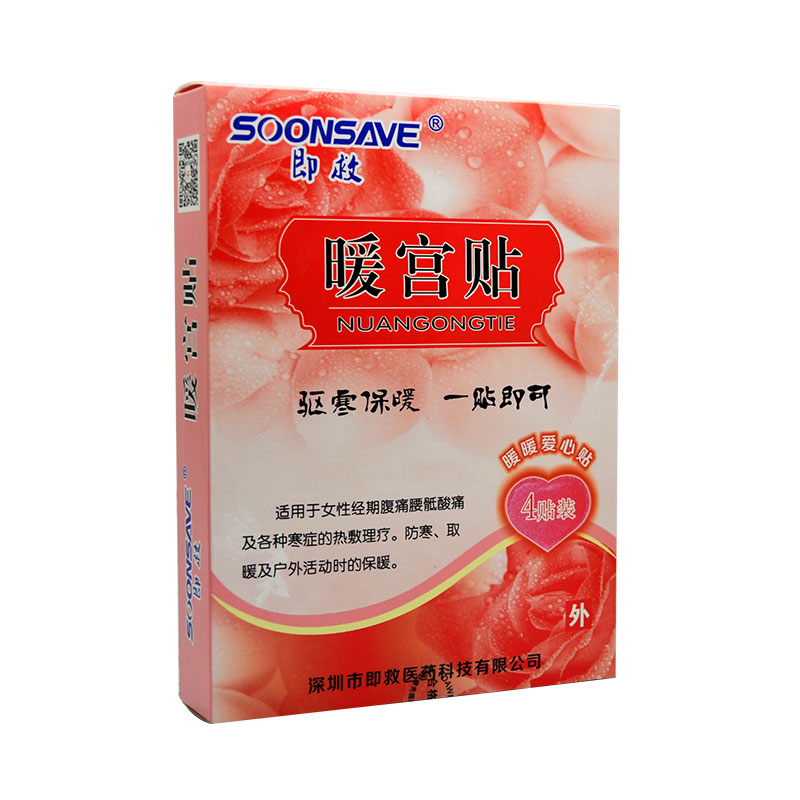 SOONSAVE®
即救
暖宫贴
NUANGONGTIE
驱寒保暖 一贴即可
暖暖爱心贴
4贴装
适用于女性经期腹痛腰骶酸痛
及各种寒症的热敷理疗。防寒、取
暖及户外活动时的保暖。
外
深圳市即救医药科技有限公司
暖宫贴
SOONSAVE®
即救